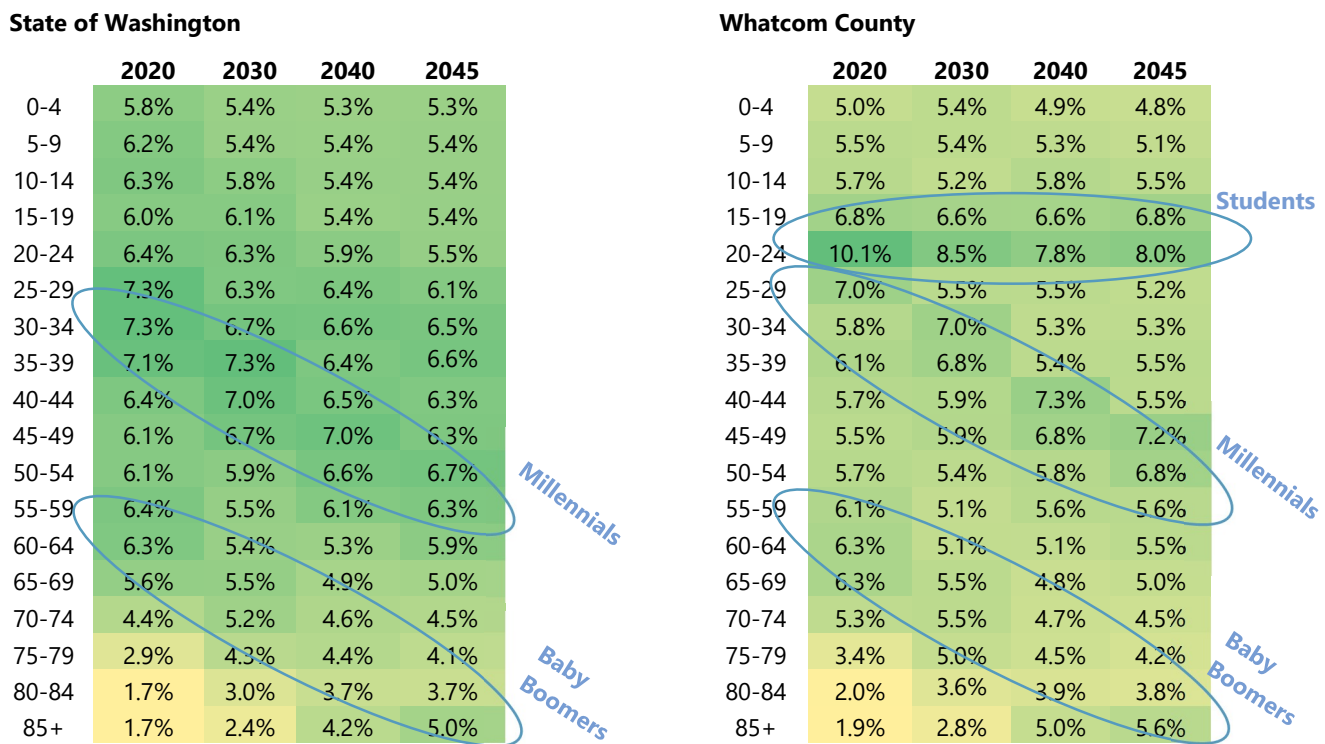 State of Washington Whatcom County
2020 2030 2040 2045 2020 2030 2040 2045
0-4 5.8% 5.4% 5.3% 5.3% 0-4 5.0% 5.4% 4.9% 4.8%
5-9 6.2% 5.4% 5.4% 5.4% 5-9 5.5% 5.4% 5.3% 5.1%
10-14 6.3% 5.8% 5.4% 5.4% 10-14 5.7% 5.2% 5.8% 5.5%
Students
15-19 6.0% 6.1% 5.4% 5.4% 15-19 6.8% 6.6% 6.6% 6.8%
20-24 6.4% 6.3% 5.9% 5.5% 20-24 10.1% 8.5% 7.8% 8.0%
25-29 7.3% 6.3% 6.4% 6.1% 25-29 7.0% 5.5% 5.5% 5.2%
30-34 7.3% 6.7% 6.6% 6.5% 30-34 5.8% 7.0% 5.3% 5.3%
35-39 7.1% 7.3% 6.4% 6.6% 35-39 6.1% 6.8% 5.4% 5.5%
40-44 6.4% 7.0% 6.5% 6.3% 40-44 5.7% 5.9% 7.3% 5.5%
45-49 6.1% 6.7% 7.0% 6.3% 45-49 5.5% 5.9% 6.8% 7.2%
50-54 6.1% 5.9% 6.6% 6.7% 50-54 5.7% 5.4% 5.8% 6.8%
Millennials Millennials
55-59 6.4% 5.5% 6.1% 6.3% 55-59 6.1% 5.1% 5.6% 5.6%
60-64 6.3% 5.4% 5.3% 5.9% 60-64 6.3% 5.1% 5.1% 5.5%
65-69 5.6% 5.5% 4.9% 5.0% 65-69 6.3% 5.5% 4.8% 5.0%
70-74 4.4% 5.2% 4.6% 4.5% 70-74 5.3% 5.5% 4.7% 4.5%
75-79 2.9% 4.3% 4.4% 4.1% 75-79 3.4% 5.0% 4.5% 4.2%
Baby Baby
80-84 1.7% 3.0% 3.7% 3.7% 80-84 2.0% 3.6% 3.9% 3.8%
Boomers Boomers
85+ 1.7% 2.4% 4.2% 5.0% 85+ 1.9% 2.8% 5.0% 5.6%